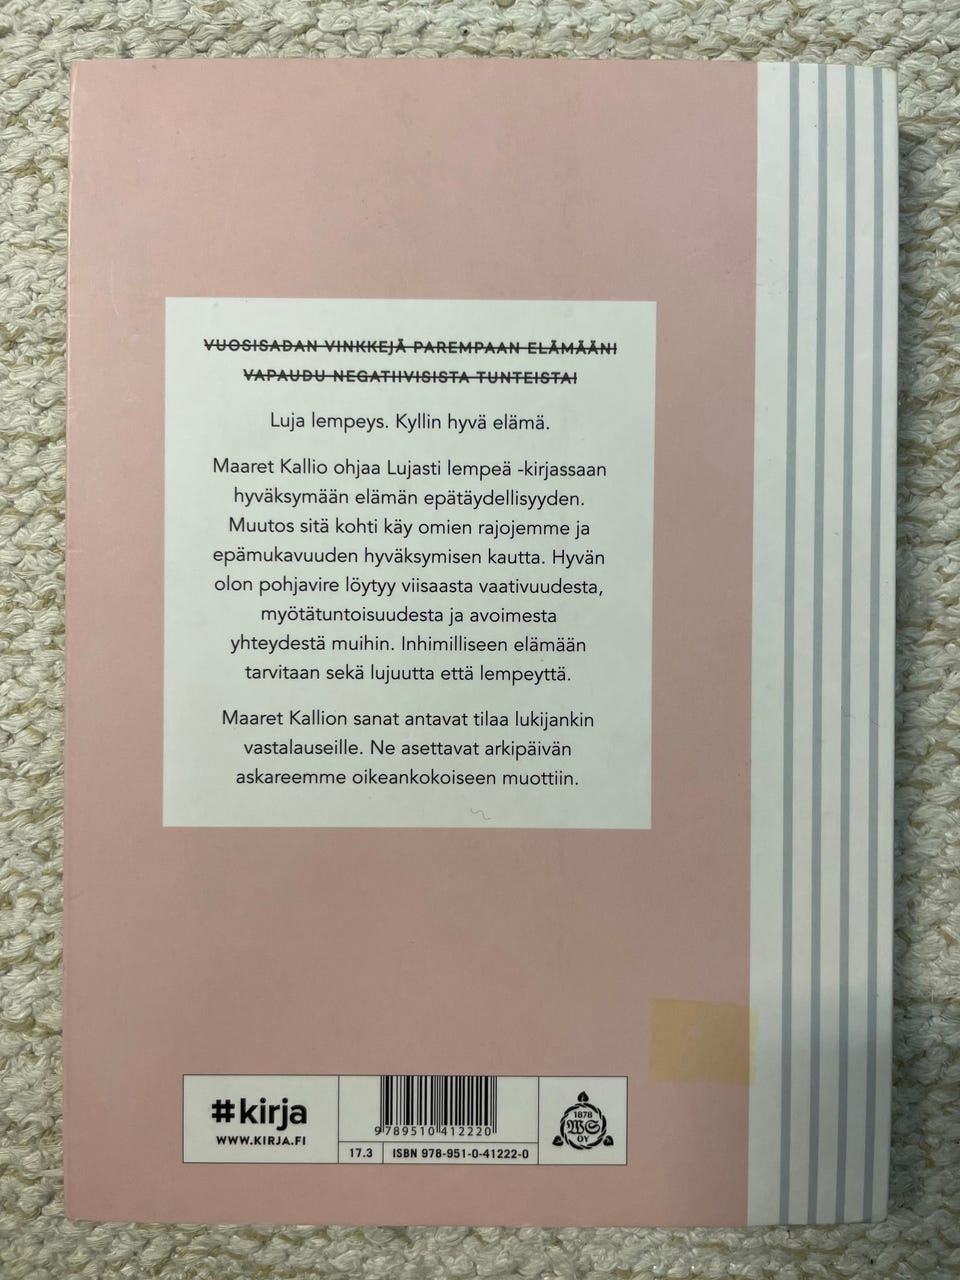 VUOSISADAN VINKKEJÄ PAREMPAAN ELÄMÄÄN!
VAPAUDU NEGATIIVISISTA TUNTEISTA!
Luja lempeys. Kyllin hyvä elämä.
Maaret Kallio ohjaa Lujasti lempeä -kirjassaan
hyväksymään elämän epätäydellisyyden.
Muutos sitä kohti käy omien rajojemme ja
epämukavuuden hyväksymisen kautta. Hyvän
olon pohjavire löytyy viisaasta vaativuudesta,
myötätuntoisuudesta ja avoimesta
yhteydestä muihin. Inhimilliseen elämään
tarvitaan sekä lujuutta että lempeyttä.
Maaret Kallion sanat antavat tilaa lukijankin
vastalauseille. Ne asettavat arkipäivän
askareemme oikeankokoiseen muottiin.
#kirja
WWW.KIRJA.FI
9 789510 412220
17.3
ISBN 978-951-0-41222-0
1878
WS
OY